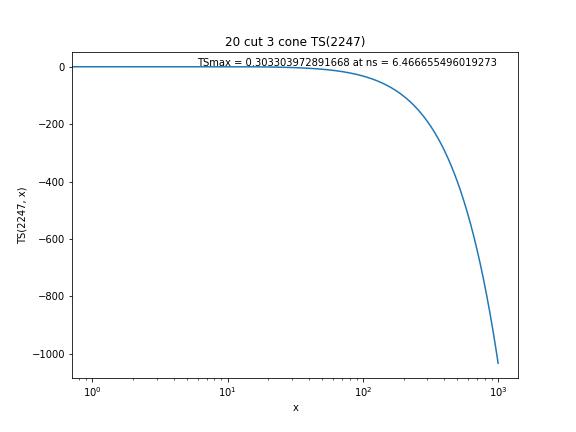 20 cut 3 cone TS(2247)
TSmax = 0.303303972891668 at ns = 6.466655496019273
0
−200
−400
−600
−800
−1000
TS(2247, x)
10⁰
10¹
10²
10³
x